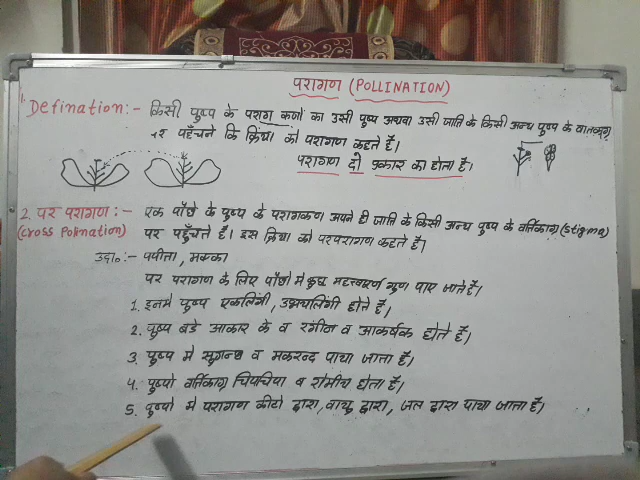 परागण (POLLINATION)
1. Defination:- किसी पुष्प के पराग कणों का उसी पुष्प अथवा उसी जाति के किसी अन्य पुष्प के वातिकाग्र
पर पहुँचने कि क्रिया को परागण कहते हैं।
परागण दो प्रकार का होता है।
2. पर परागण:- एक पौधे के पुष्प के परागकण अपने ही जाति के किसी अन्य पुष्प के वर्तिकाग्र (stigma)
(Cross Pollination) पर पहुँचते हैं। इस क्रिया को परपरागण कहते हैं।
उदा०:- पपीता, मक्का
पर परागण के लिए पौधों में कुछ महत्त्वपूर्ण गुण पाए जाते हैं।
1. इनमे पुष्प एकलिंगी, उभयलिंगी होते हैं।
2. पुष्प बडे आकार के व रंगीन व आकर्षक होते हैं।
3. पुष्प मे सुगन्ध व मकरन्द पाया जाता है।
4. पुष्पो वर्तिकाग्र चिपचिपा व रोमीय होता है।
5. पुष्पो मे परागण कीटो द्वारा, वायु द्वारा, जल द्वारा पाया जाता है।